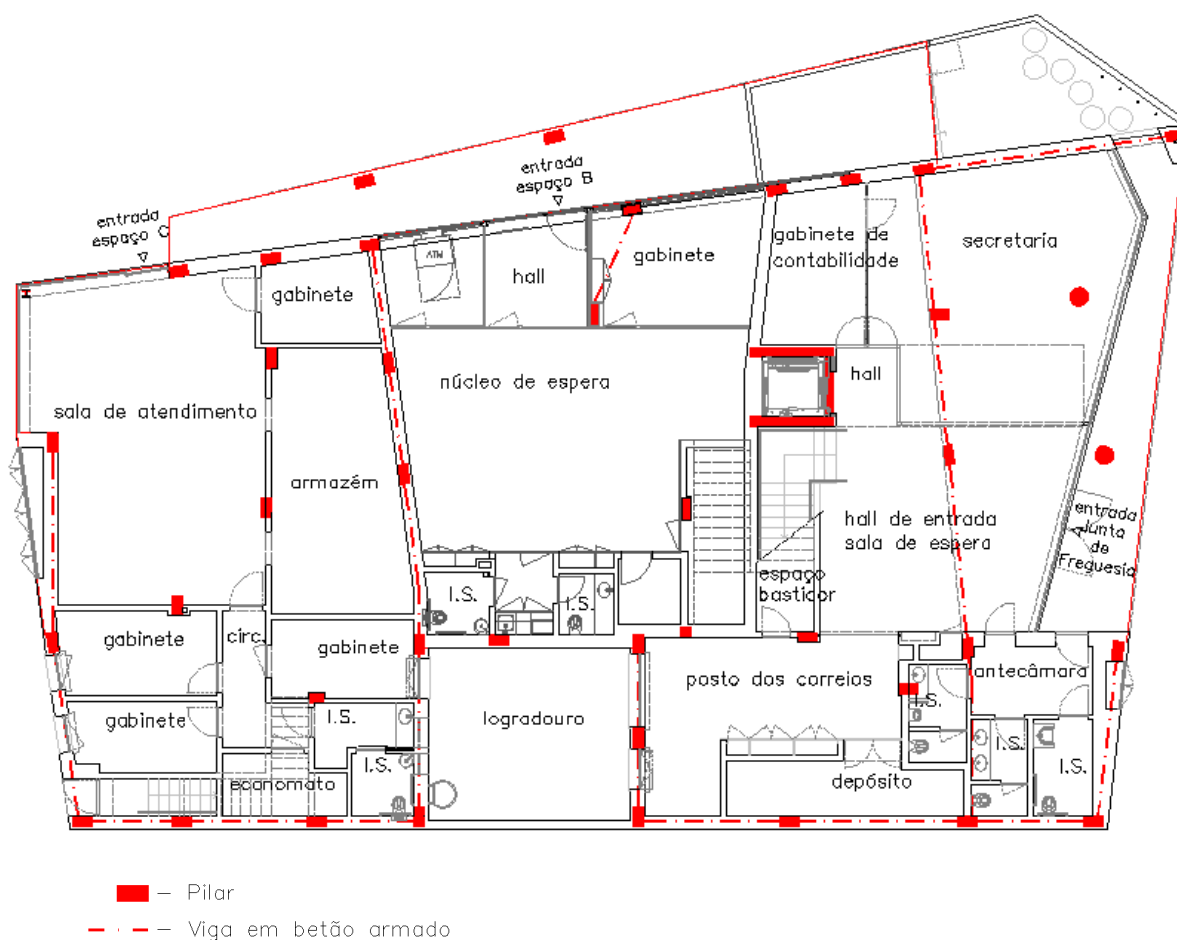 entrada
espaço C
entrada
espaço B
gabinete
ATM
hall
gabinete
gabinete de
contabilidade
secretaria
sala de atendimento
núcleo de espera
hall
armazém
hall de entrada
sala de espera
entrada
Junta
de
Freguesia
espaço
bastidor
I.S.
I.S.
gabinete
circ.
gabinete
gabinete
logradouro
posto dos correios
antecâmara
I.S.
I.S.
I.S.
I.S.
I.S.
economato
depósito
– Pilar
– Viga em betão armado